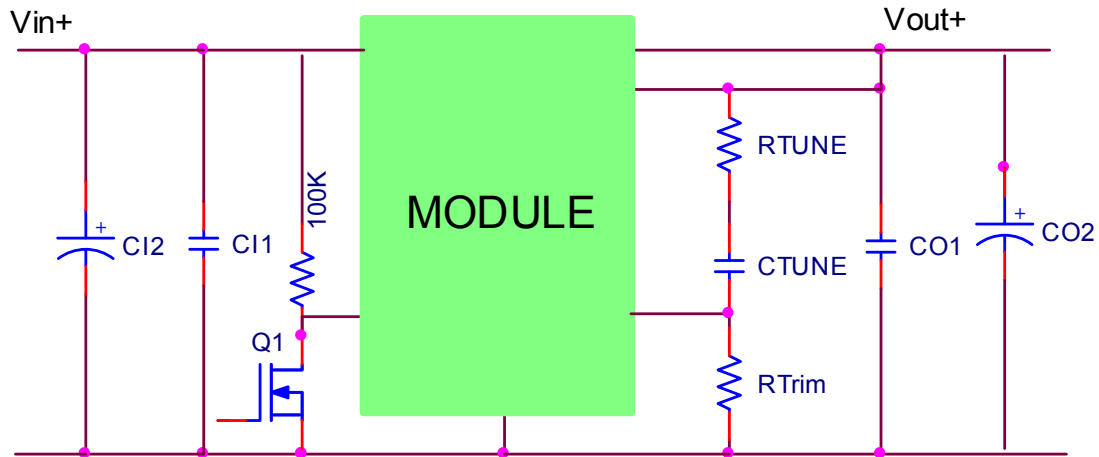 Vin+
Vout+
RTUNE
100K
MODULE
+
CI2
CI1
CTUNE
CO1
+
CO2
Q1
RTrim